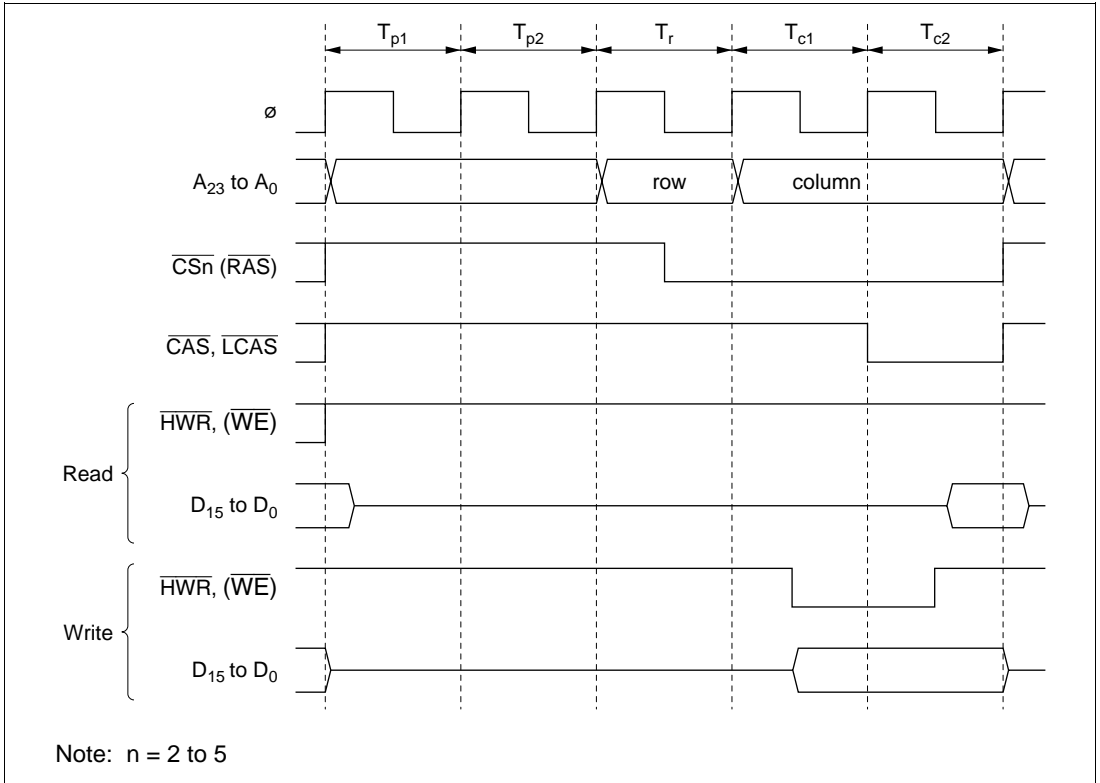 Tp1 Tp2 Tr Tc1 Tc2
ø
A23 to A0 row column
CSn (RAS)
CAS, LCAS
HWR, (WE)
Read
D15 to D0
HWR, (WE)
Write
D15 to D0
Note: n = 2 to 5